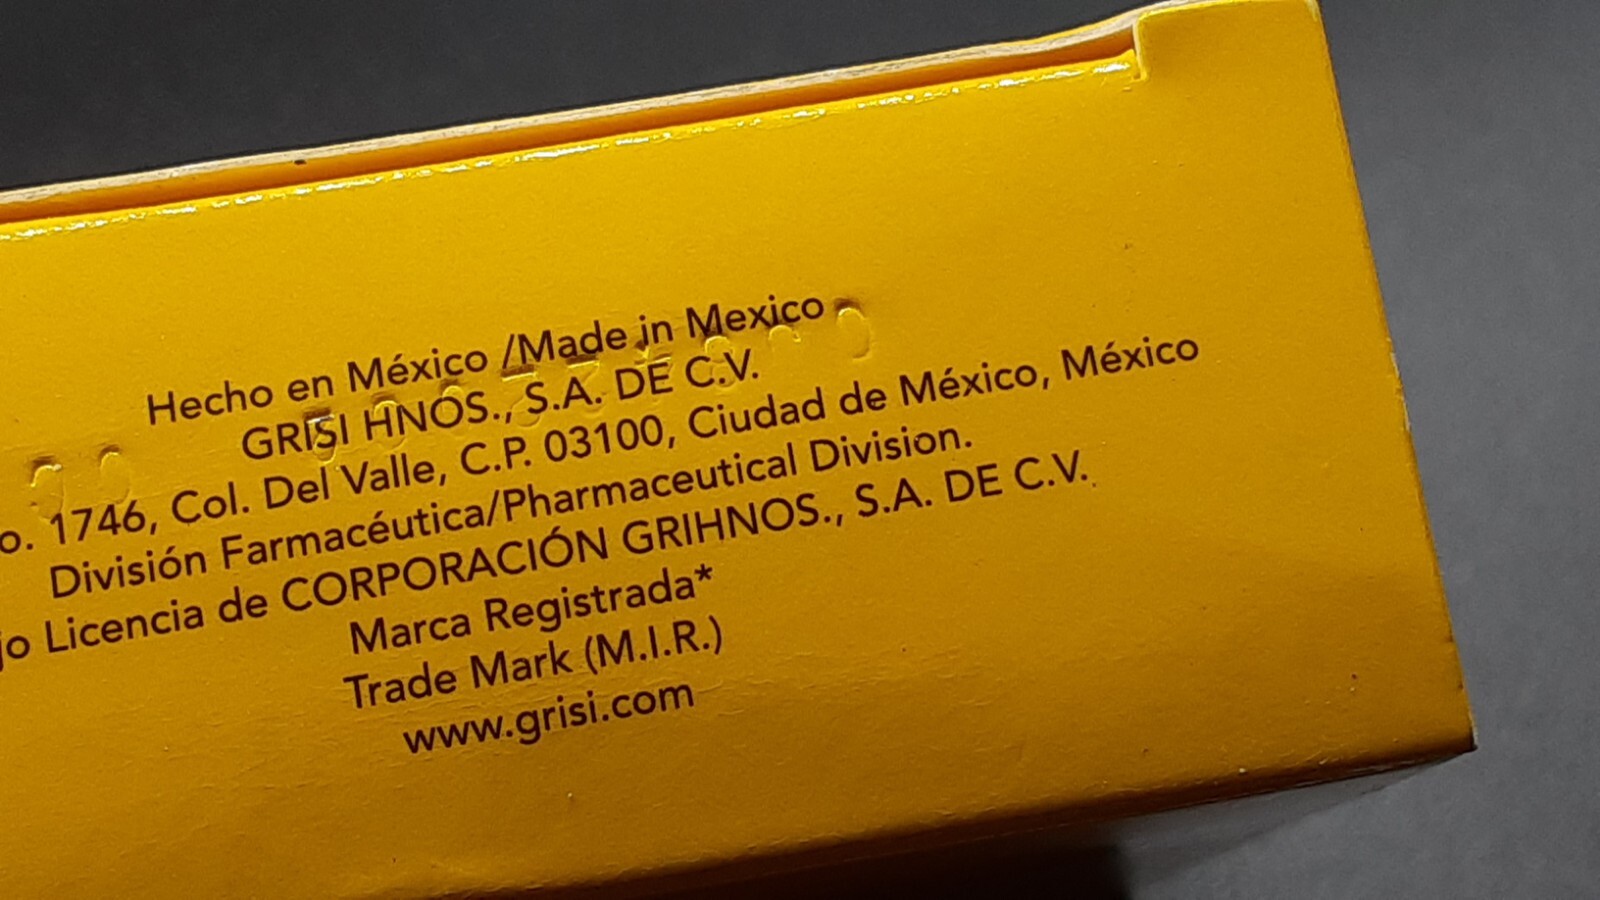 Hecho en México /Made in Mexico
GRISI HNOS., S.A. DE C.V.
o. 1746, Col. Del Valle, C.P. 03100, Ciudad de México, México
División Farmacéutica/Pharmaceutical Division.
jo Licencia de CORPORACIÓN GRIHNOS., S.A. DE C.V.
Marca Registrada*
Trade Mark (M.I.R.)
www.grisi.com